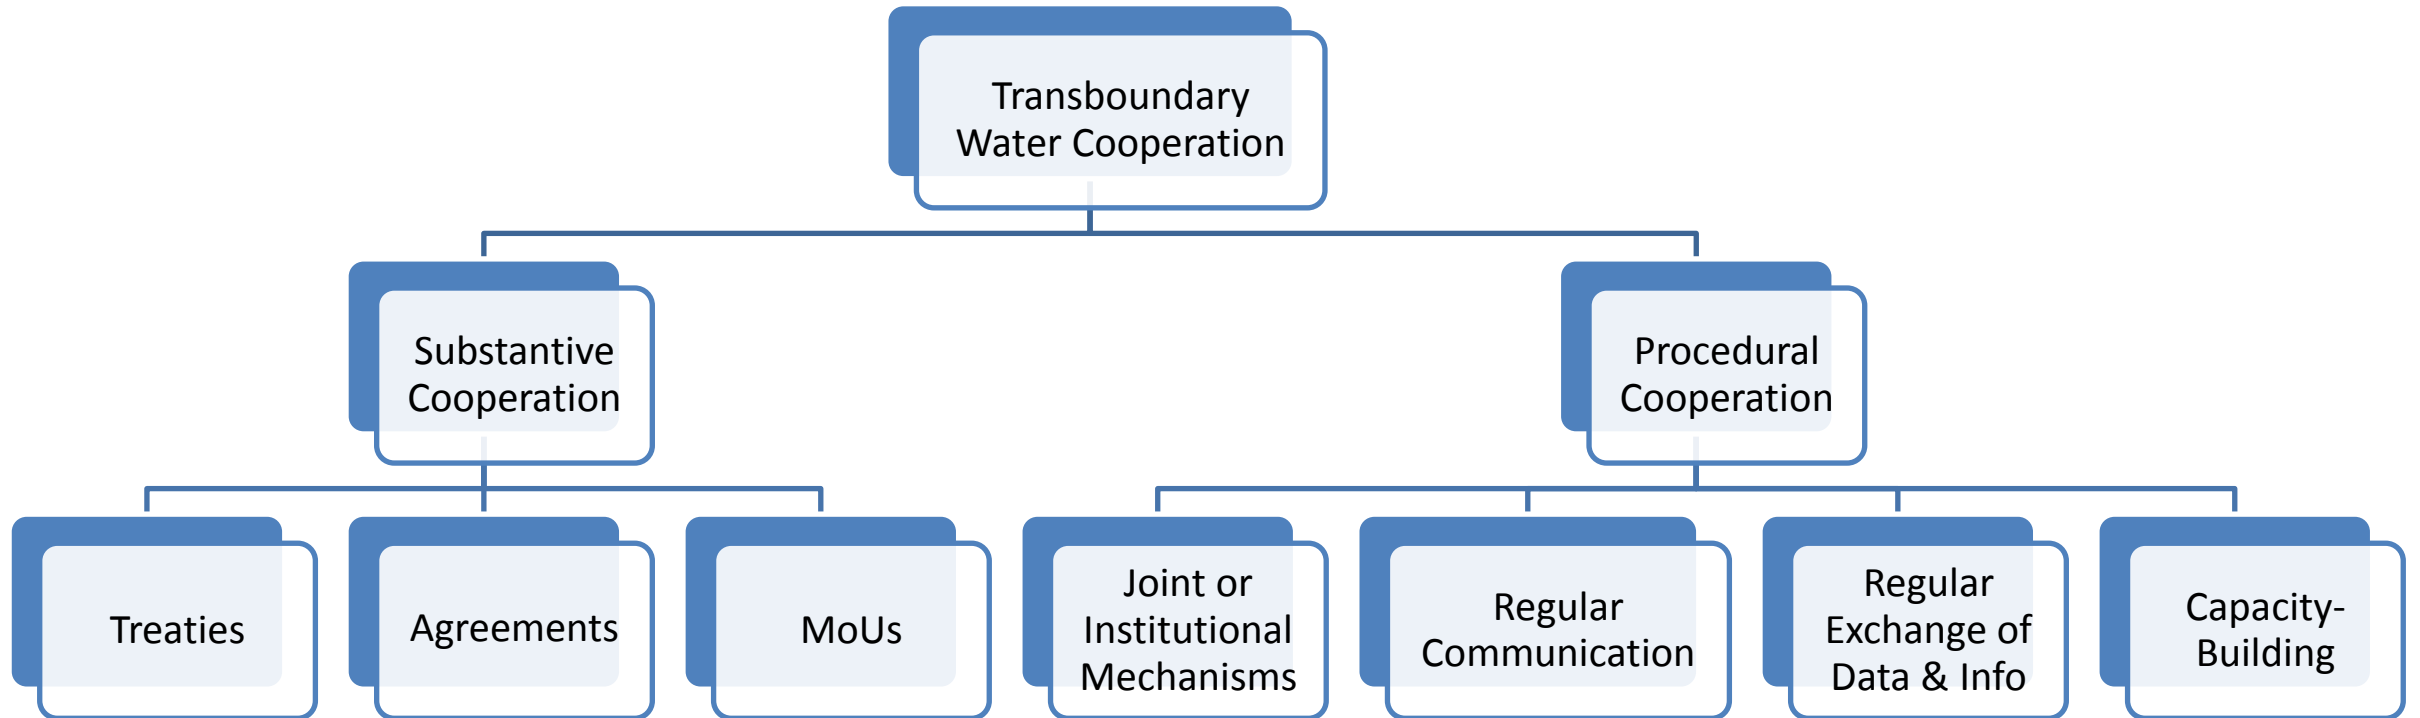 Transboundary
Water Cooperation
Substantive
Cooperation
Procedural
Cooperation
Treaties
Agreements
MoUs
Joint or
Institutional
Mechanisms
Regular
Communication
Regular
Exchange of
Data & Info
Capacity-
Building